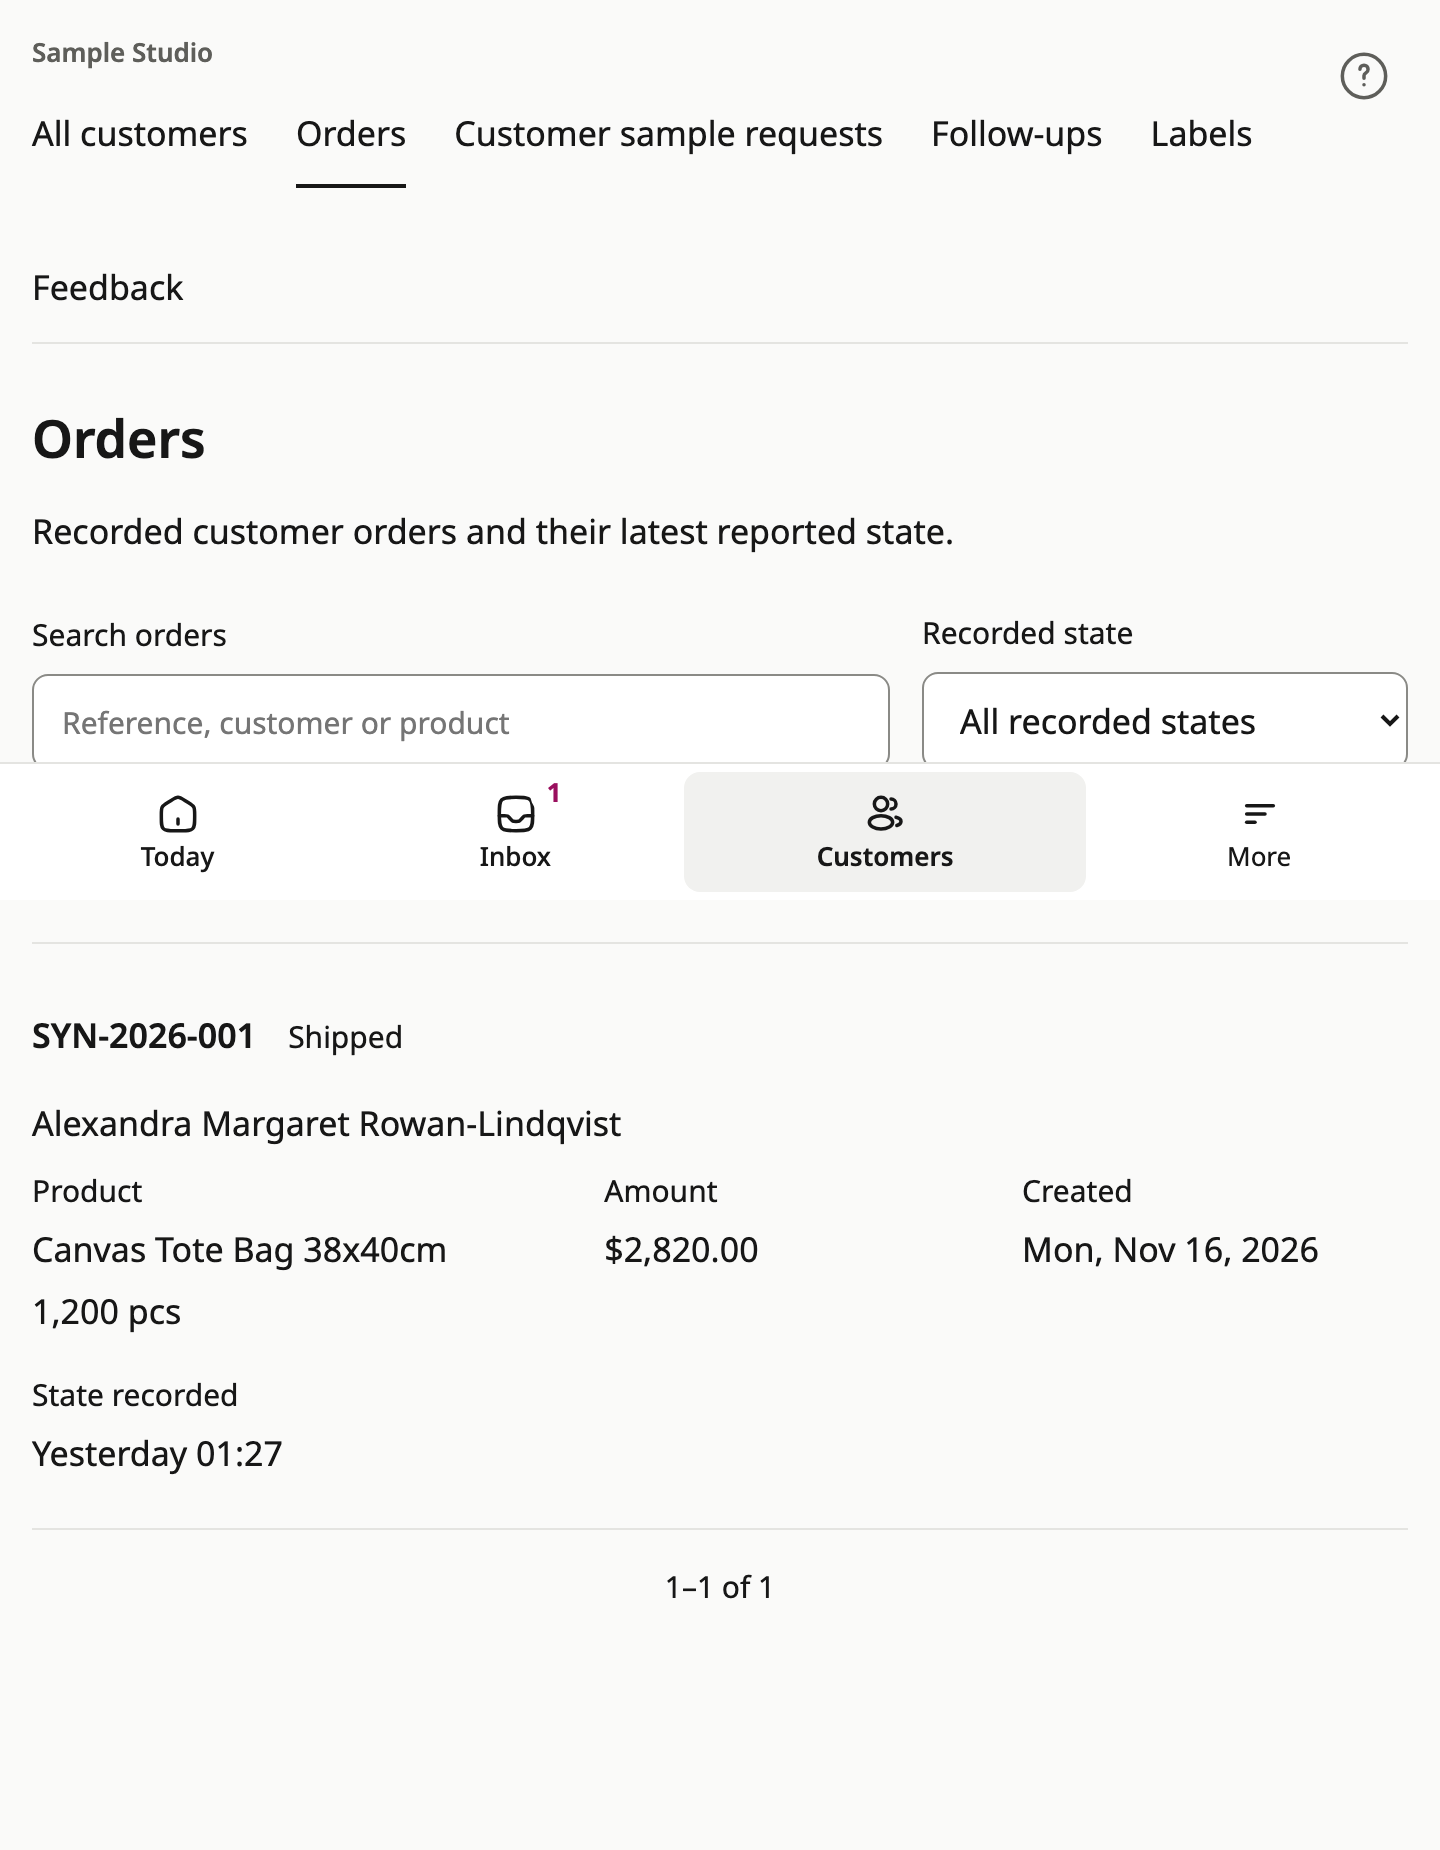 Sample Studio
?
All customers Orders Customer sample requests Follow-ups Labels
Feedback
Orders
Recorded customer orders and their latest reported state.
Search orders Recorded state
Reference, customer or product All recorded states
1
Today Inbox Customers More
SYN-2026-001 Shipped
Alexandra Margaret Rowan-Lindqvist
Product Amount Created
Canvas Tote Bag 38x40cm $2,820.00 Mon, Nov 16, 2026
1,200 pcs
State recorded
Yesterday 01:27
1–1 of 1